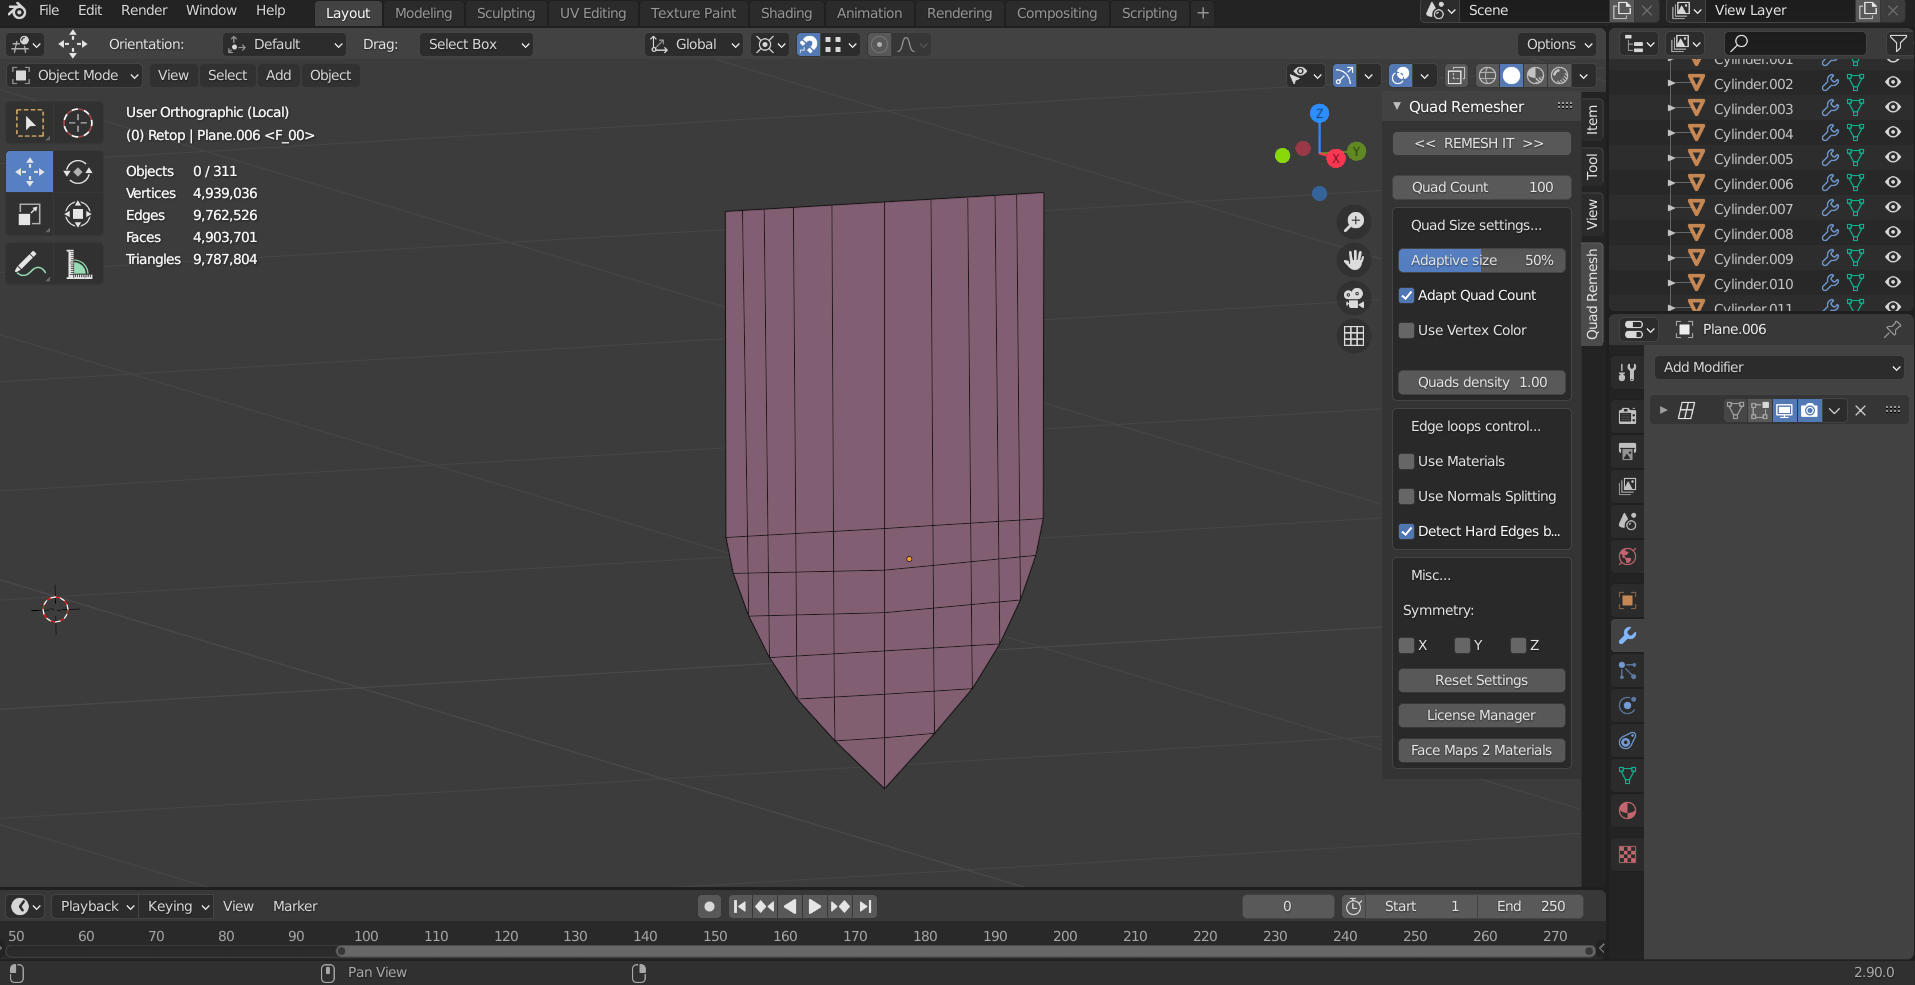 File Edit Render Window Help
Layout Modeling Sculpting UV Editing Texture Paint Shading Animation Rendering Compositing Scripting +
Scene
View Layer
Orientation: Default Drag: Select Box
Global
Options
Object Mode View Select Add Object
User Orthographic (Local)
(0) Retop | Plane.006 <F_00>
Objects 0 / 311
Vertices 4,939,036
Edges 9,762,526
Faces 4,903,701
Triangles 9,787,804
Z
X
Y
Quad Remesher
<< REMESH IT >>
Quad Count 100
Quad Size settings...
Adaptive size 50%
Adapt Quad Count
Use Vertex Color
Quads density 1.00
Edge loops control...
Use Materials
Use Normals Splitting
Detect Hard Edges b...
Misc...
Symmetry:
X Y Z
Reset Settings
License Manager
Face Maps 2 Materials
Item
Tool
View
Quad Remesh
Cylinder.001
Cylinder.002
Cylinder.003
Cylinder.004
Cylinder.005
Cylinder.006
Cylinder.007
Cylinder.008
Cylinder.009
Cylinder.010
Cylinder.011
Plane.006
Add Modifier
Playback Keying View Marker
0
Start 1
End 250
50 60 70 80 90 100 110 120 130 140 150 160 170 180 190 200 210 220 230 240 250 260 270
Pan View
2.90.0